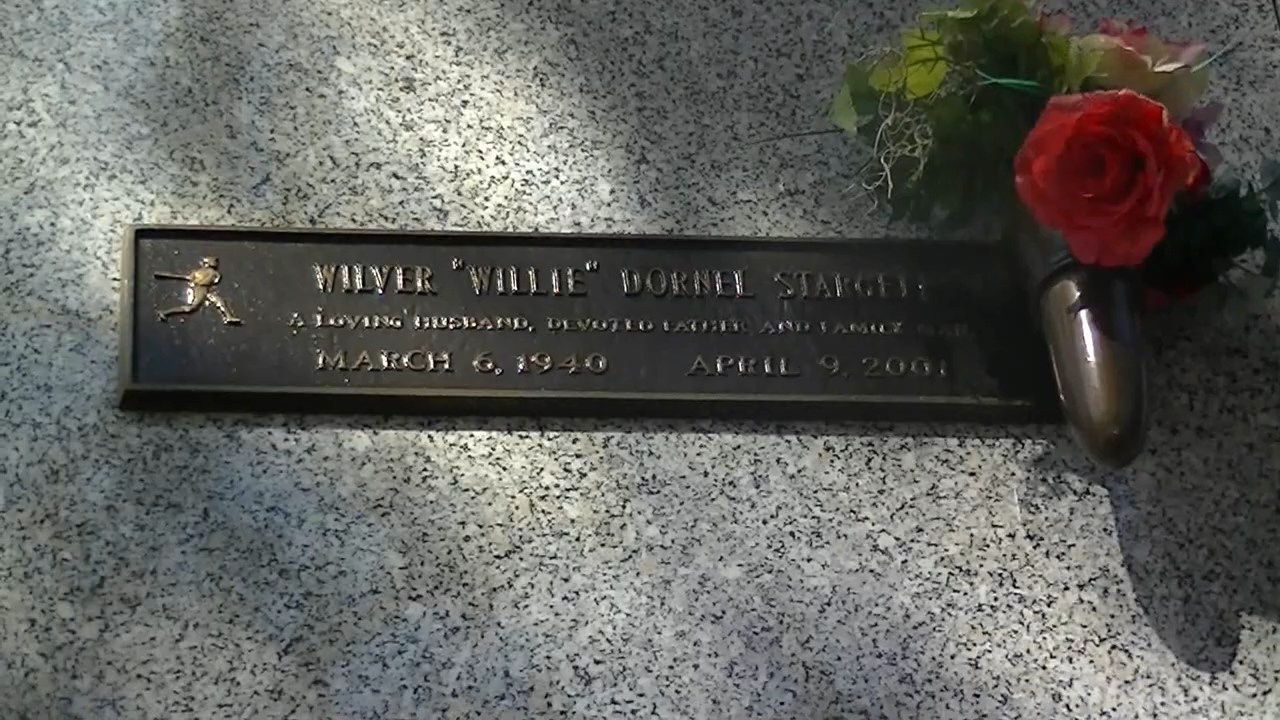 WILVER "WILLIE" DORNEL STARGELL
A LOVING HUSBAND, DEVOTED FATHER AND FAMILY MAN
MARCH 6, 1940 APRIL 9, 2001